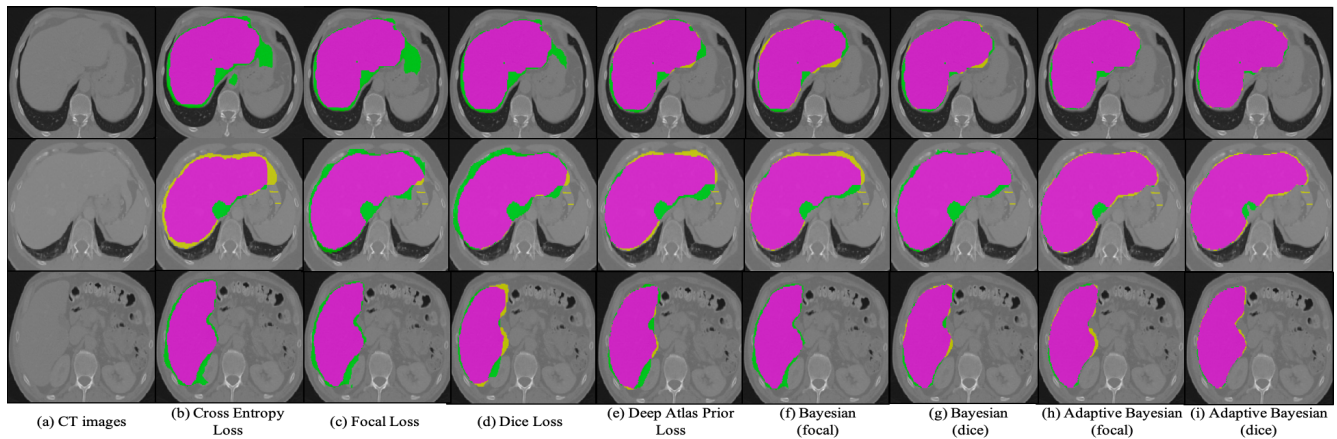 (a) CT images
(b) Cross Entropy
Loss
(c) Focal Loss
(d) Dice Loss
(e) Deep Atlas Prior
Loss
(f) Bayesian
(focal)
(g) Bayesian
(dice)
(h) Adaptive Bayesian
(focal)
(i) Adaptive Bayesian
(dice)